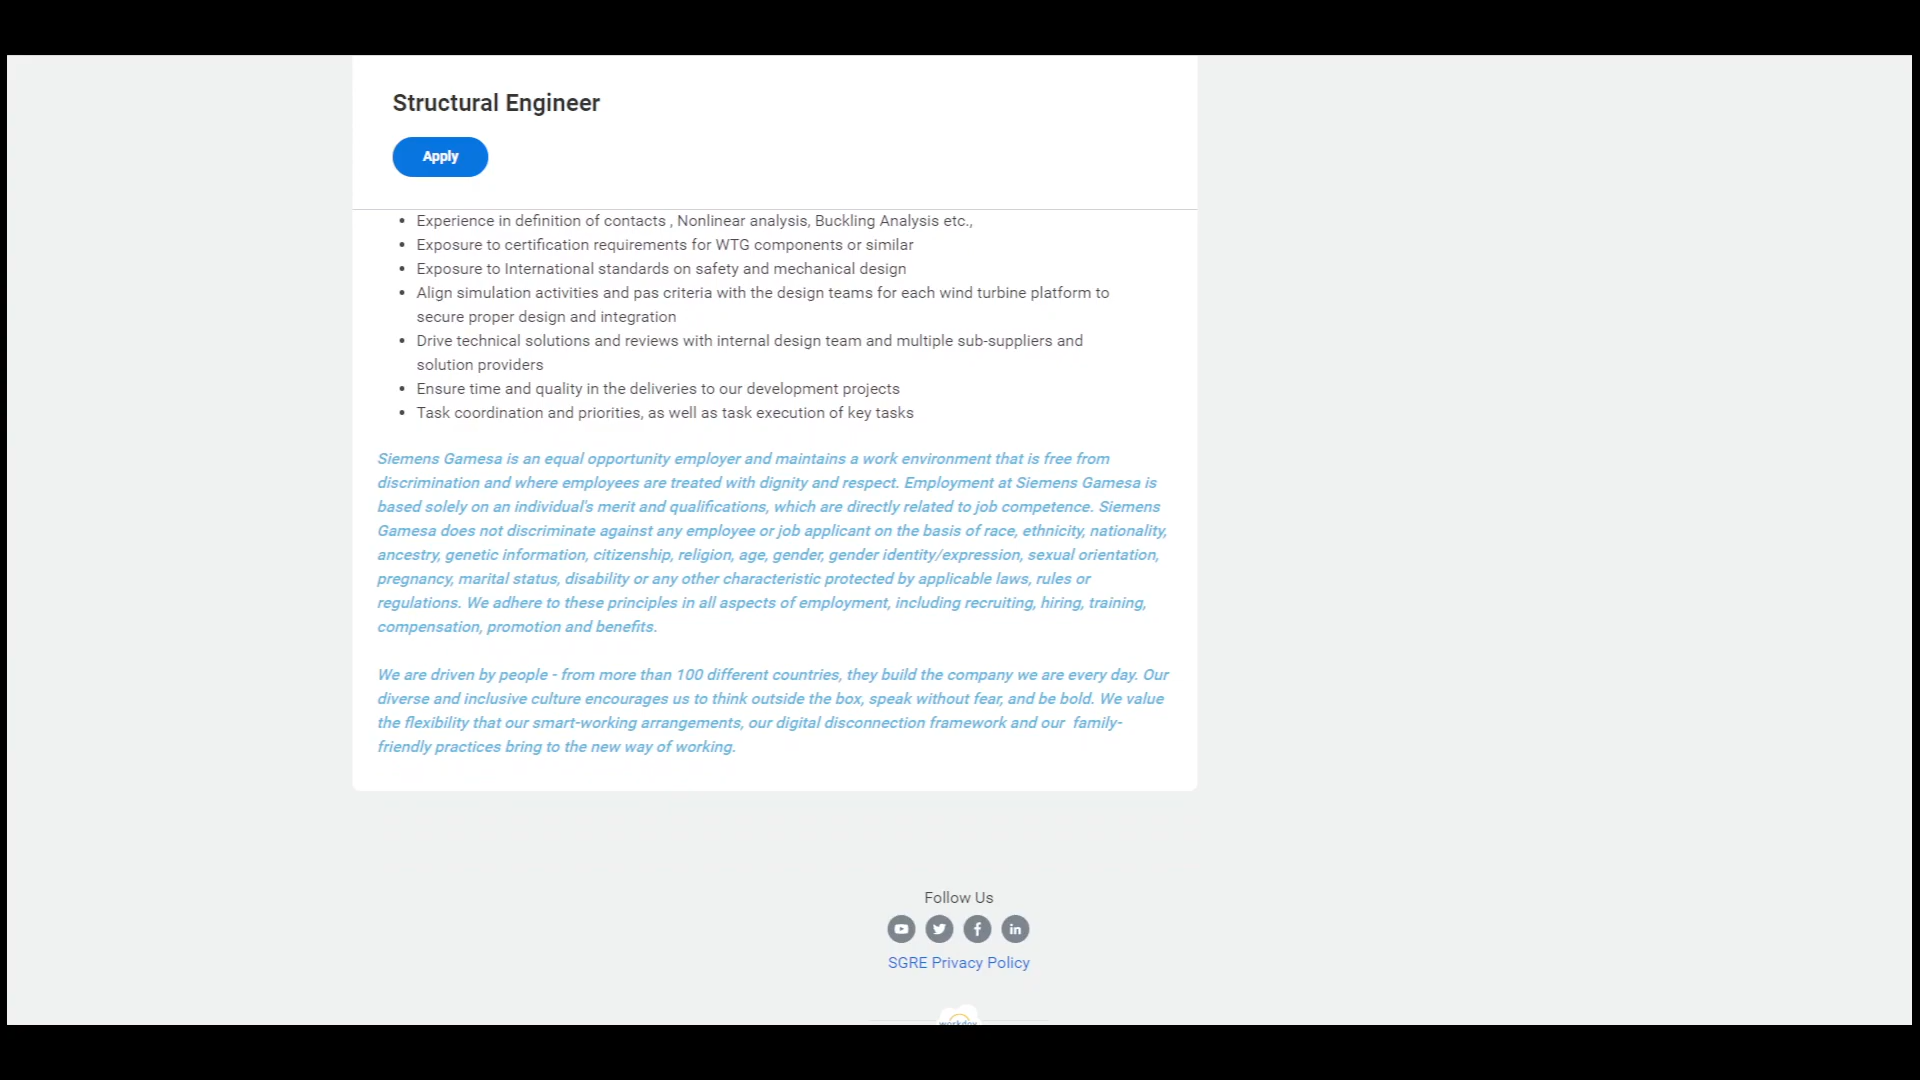 Structural Engineer
Apply
• Experience in definition of contacts , Nonlinear analysis, Buckling Analysis etc.,
• Exposure to certification requirements for WTG components or similar
• Exposure to International standards on safety and mechanical design
• Align simulation activities and pas criteria with the design teams for each wind turbine platform to
secure proper design and integration
• Drive technical solutions and reviews with internal design team and multiple sub-suppliers and
solution providers
• Ensure time and quality in the deliveries to our development projects
• Task coordination and priorities, as well as task execution of key tasks
Siemens Gamesa is an equal opportunity employer and maintains a work environment that is free from
discrimination and where employees are treated with dignity and respect. Employment at Siemens Gamesa is
based solely on an individual's merit and qualifications, which are directly related to job competence. Siemens
Gamesa does not discriminate against any employee or job applicant on the basis of race, ethnicity, nationality,
ancestry, genetic information, citizenship, religion, age, gender, gender identity/expression, sexual orientation,
pregnancy, marital status, disability or any other characteristic protected by applicable laws, rules or
regulations. We adhere to these principles in all aspects of employment, including recruiting, hiring, training,
compensation, promotion and benefits.
We are driven by people - from more than 100 different countries, they build the company we are every day. Our
diverse and inclusive culture encourages us to think outside the box, speak without fear, and be bold. We value
the flexibility that our smart-working arrangements, our digital disconnection framework and our family-
friendly practices bring to the new way of working.
Follow Us
in
SGRE Privacy Policy
workday